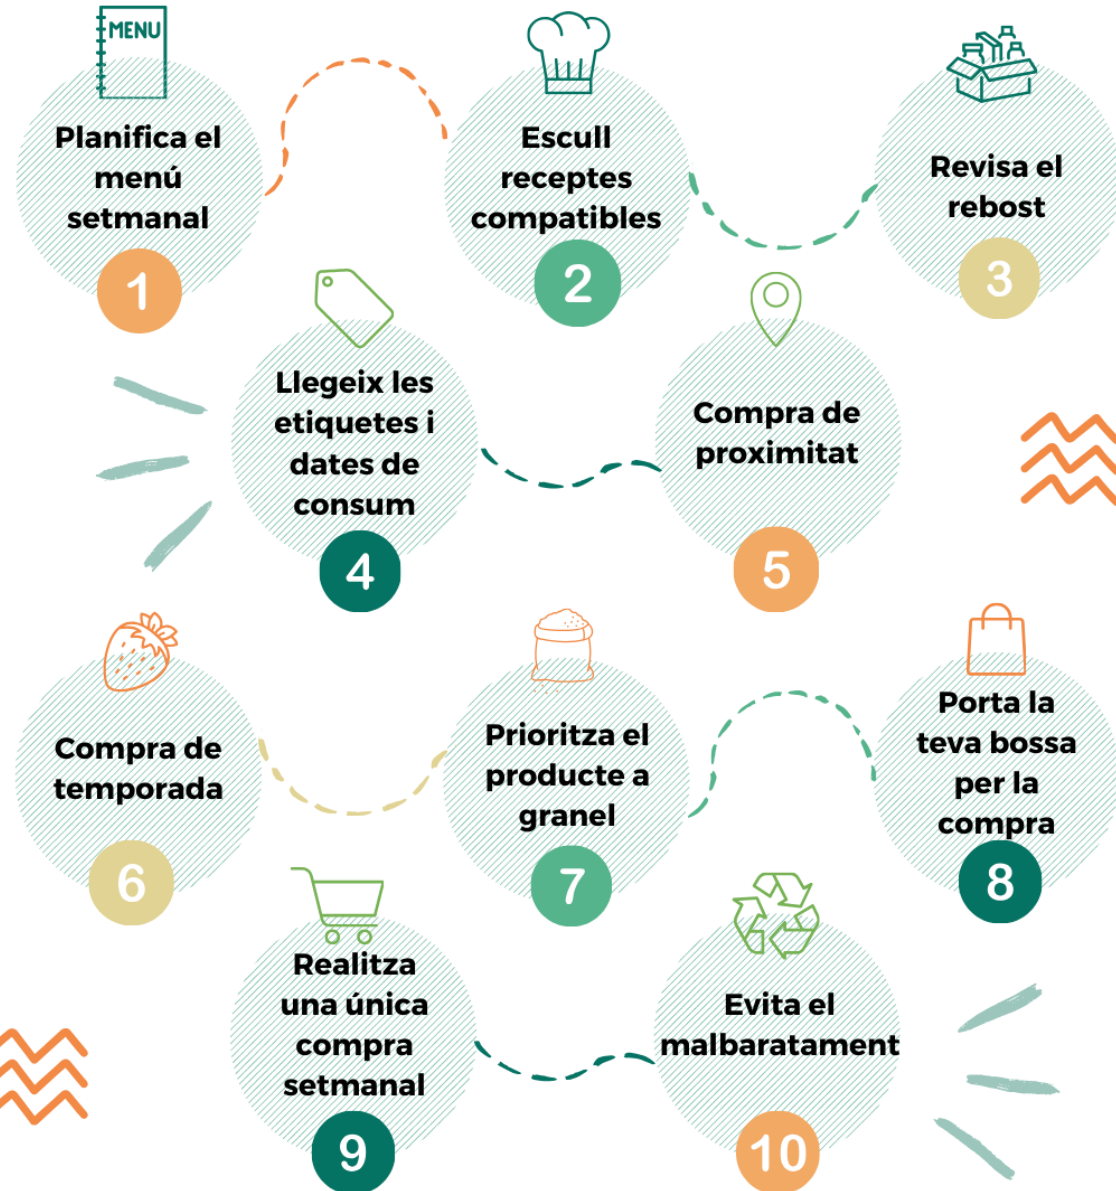 MENU
Planifica el
menú
setmanal
1
Escull
receptes
compatibles
2
Revisa el
rebost
3
Llegeix les
etiquetes i
dates de
consum
4
Compra de
proximitat
5
Compra de
temporada
6
Prioritza el
producte a
granel
7
Porta la
teva bossa
per la
compra
8
Realitza
una única
compra
setmanal
9
Evita el
malbaratament
10